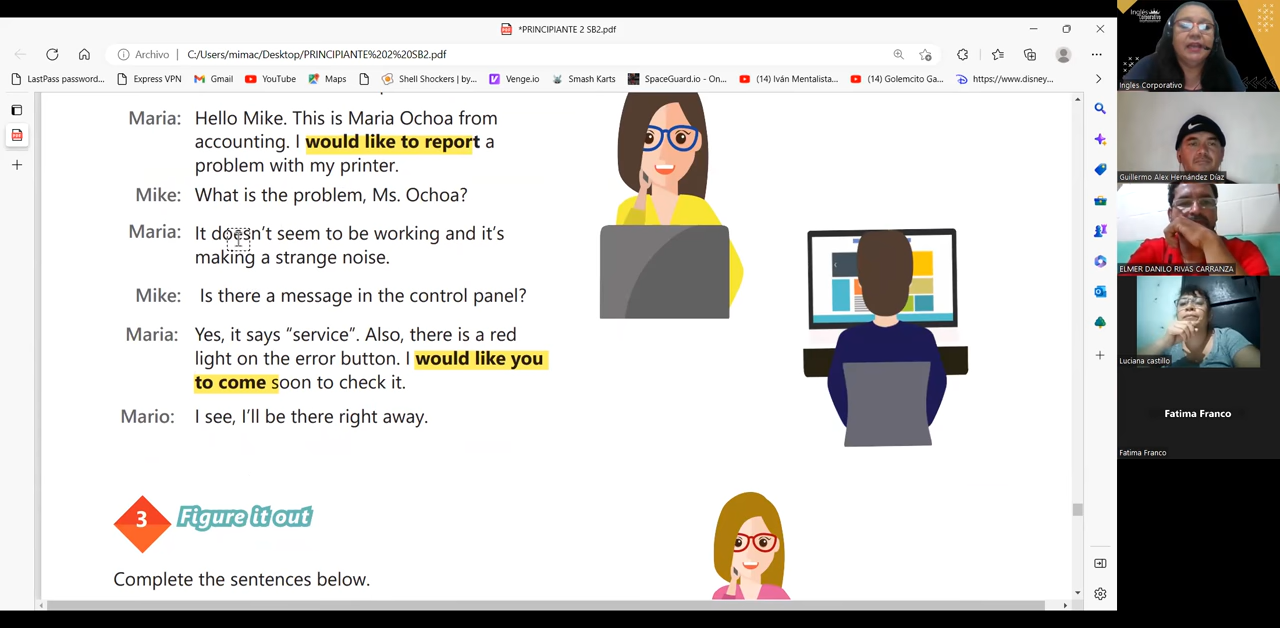 *PRINCIPIANTE 2 SB2.pdf
Archivo | C:/Users/mimac/Desktop/PRINCIPIANTE%202%20SB2.pdf
LastPass password... Express VPN Gmail YouTube Maps Shell Shockers | by... Venge.io Smash Karts SpaceGuard.io - On... (14) Iván Mentalista... (14) Golemcito Ga... https://www.disney...
Maria: Hello Mike. This is Maria Ochoa from
accounting. I would like to report a
problem with my printer.
Mike: What is the problem, Ms. Ochoa?
Maria: It doesn't seem to be working and it's
making a strange noise.
Mike: Is there a message in the control panel?
Maria: Yes, it says “service”. Also, there is a red
light on the error button. I would like you
to come soon to check it.
Mario: I see, I'll be there right away.
3 Figure it out
Complete the sentences below.
Inglés
Corporativo
Ingles Corporativo
Guillermo Alex Hernández Díaz
ELMER DANILO RIVAS CARRANZA
Luciana castillo
Fatima Franco
Fatima Franco